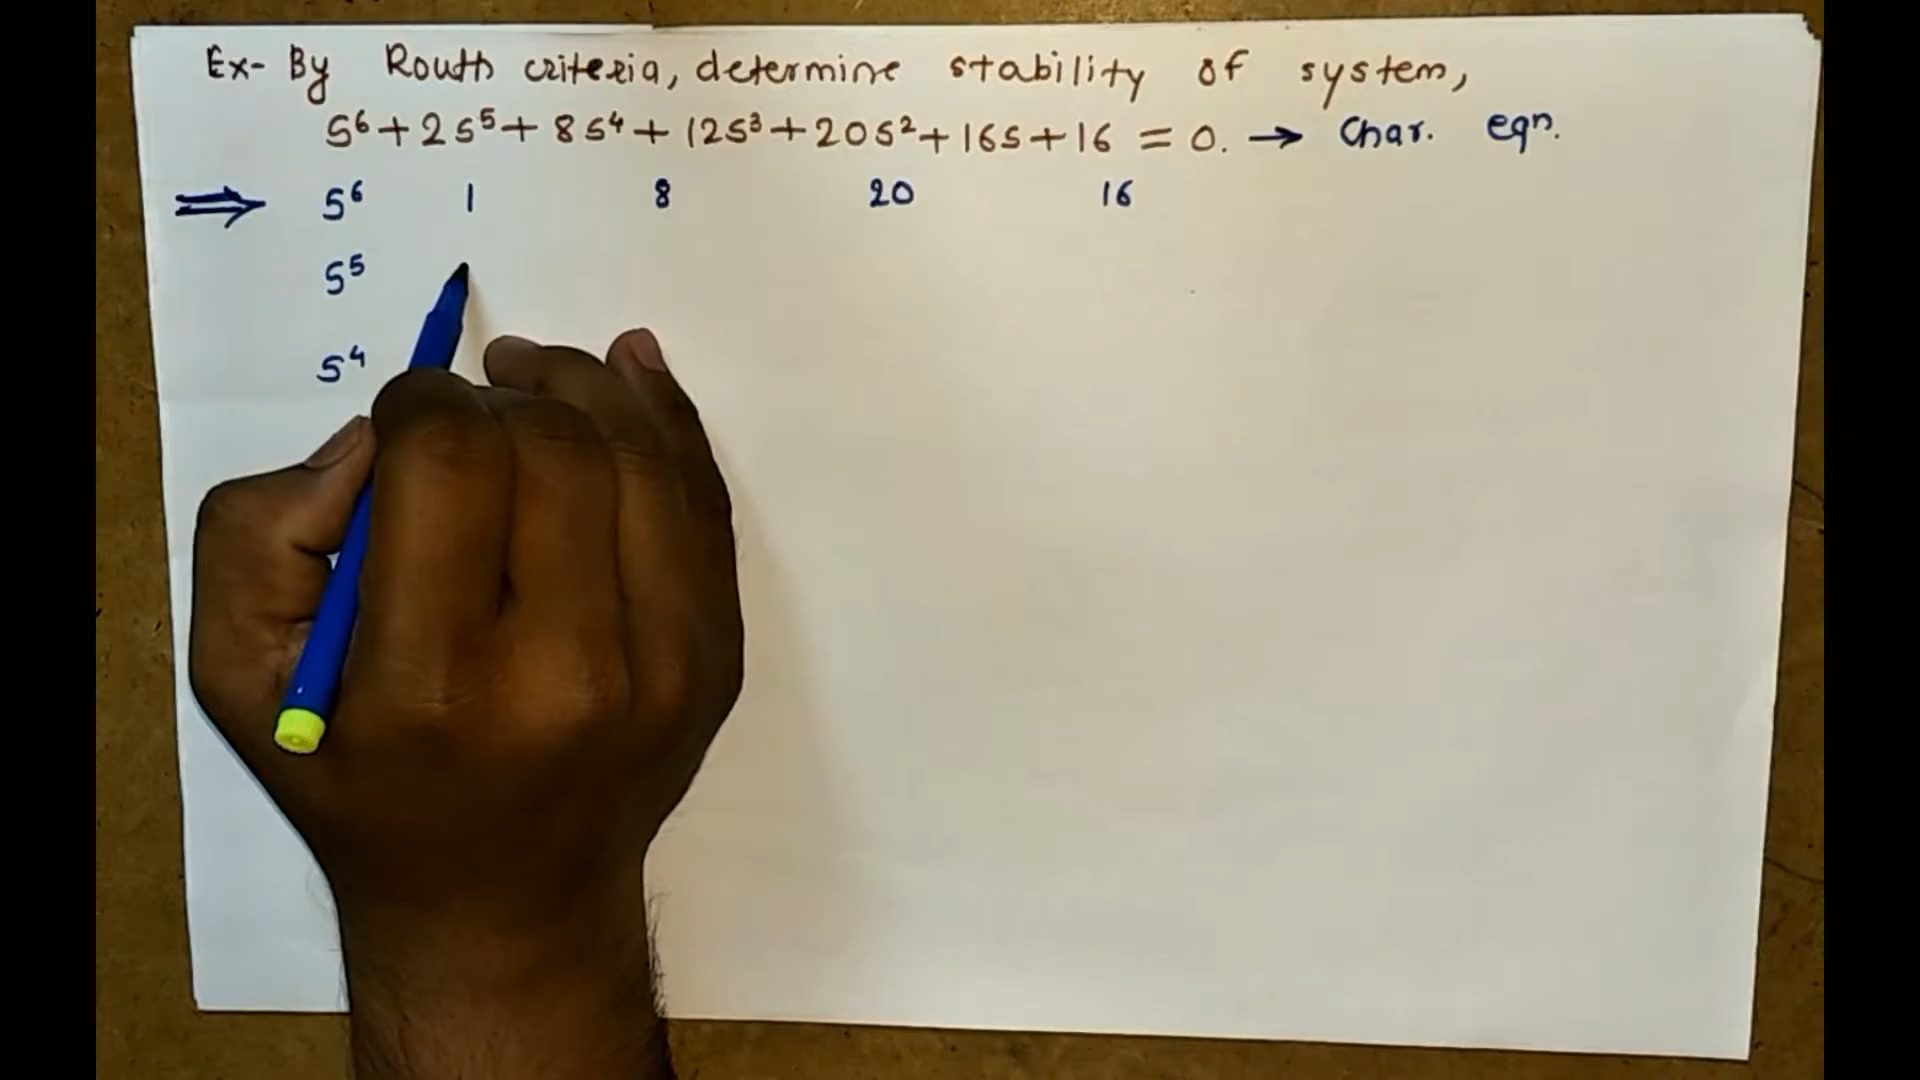 Ex- By Routh criteria, determine stability of system,
S⁶ + 2S⁵ + 8S⁴ + 12S³ + 20S² + 16S + 16 = 0. → Char. eqn.
⇒ S⁶ 1 8 20 16
S⁵
S⁴